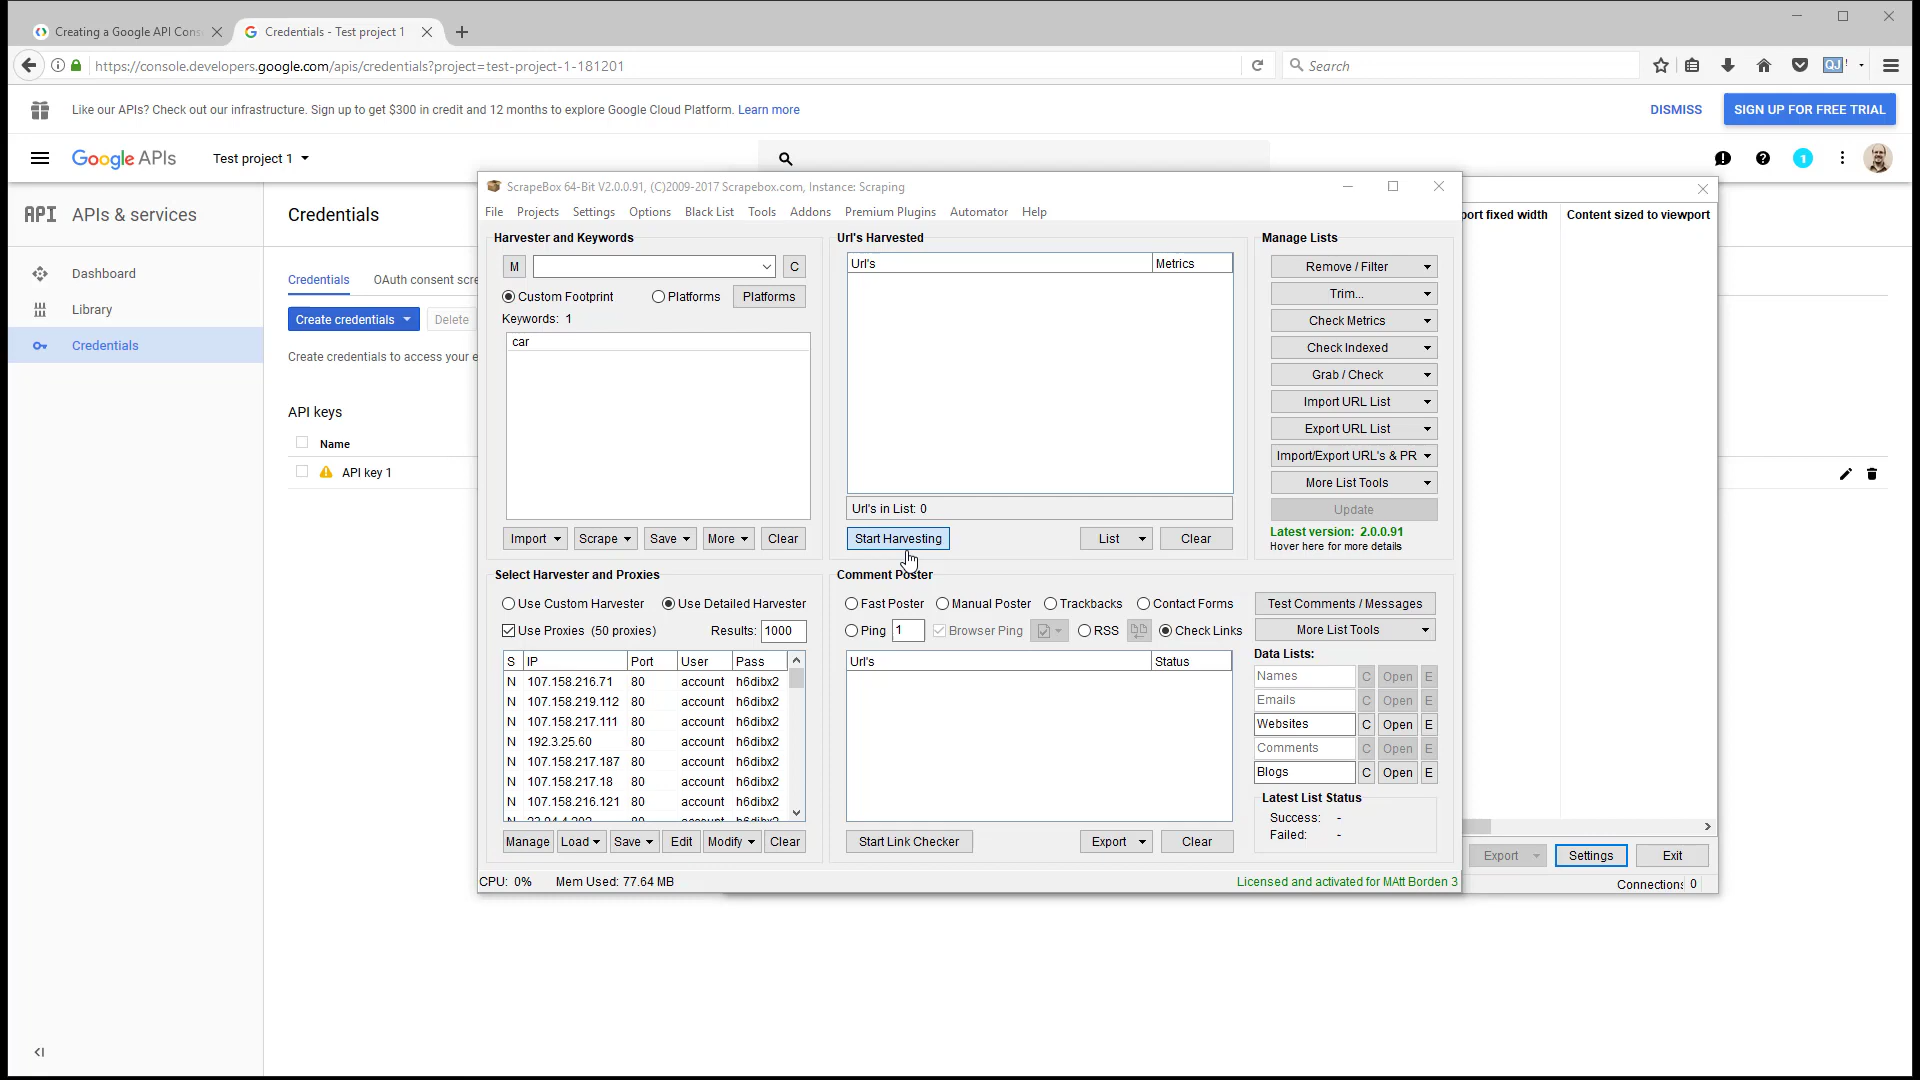 Creating a Google API Cons
Credentials - Test project 1
https://console.developers.google.com/apis/credentials?project=test-project-1-181201
Search
QJ
Like our APIs? Check out our infrastructure. Sign up to get $300 in credit and 12 months to explore Google Cloud Platform. Learn more
DISMISS
SIGN UP FOR FREE TRIAL
Google APIs
Test project 1
1
API APIs & services
Credentials
Dashboard
Library
Credentials
Credentials
OAuth consent scre
Create credentials
Delete
Create credentials to access your e
API keys
Name
API key 1
ScrapeBox 64-Bit V2.0.0.91, (C)2009-2017 Scrapebox.com, Instance: Scraping
File Projects Settings Options Black List Tools Addons Premium Plugins Automator Help
Harvester and Keywords
M
C
Custom Footprint
Platforms
Platforms
Keywords: 1
car
Import
Scrape
Save
More
Clear
Url's Harvested
Url's
Metrics
Url's in List: 0
Start Harvesting
List
Clear
Manage Lists
Remove / Filter
Trim...
Check Metrics
Check Indexed
Grab / Check
Import URL List
Export URL List
Import/Export URL's & PR
More List Tools
Update
Latest version: 2.0.0.91
Hover here for more details
Select Harvester and Proxies
Use Custom Harvester
Use Detailed Harvester
Use Proxies (50 proxies)
Results: 1000
S IP Port User Pass
N 107.158.216.71 80 account h6dibx2
N 107.158.219.112 80 account h6dibx2
N 107.158.217.111 80 account h6dibx2
N 192.3.25.60 80 account h6dibx2
N 107.158.217.187 80 account h6dibx2
N 107.158.217.18 80 account h6dibx2
N 107.158.216.121 80 account h6dibx2
Manage
Load
Save
Edit
Modify
Clear
Comment Poster
Fast Poster
Manual Poster
Trackbacks
Contact Forms
Ping 1
Browser Ping
RSS
Check Links
Url's
Status
Start Link Checker
Export
Clear
Test Comments / Messages
More List Tools
Data Lists:
Names C Open E
Emails C Open E
Websites C Open E
Comments C Open E
Blogs C Open E
Latest List Status
Success: -
Failed: -
CPU: 0%
Mem Used: 77.64 MB
Licensed and activated for MAtt Borden 3
port fixed width
Content sized to viewport
Export
Settings
Exit
Connections 0